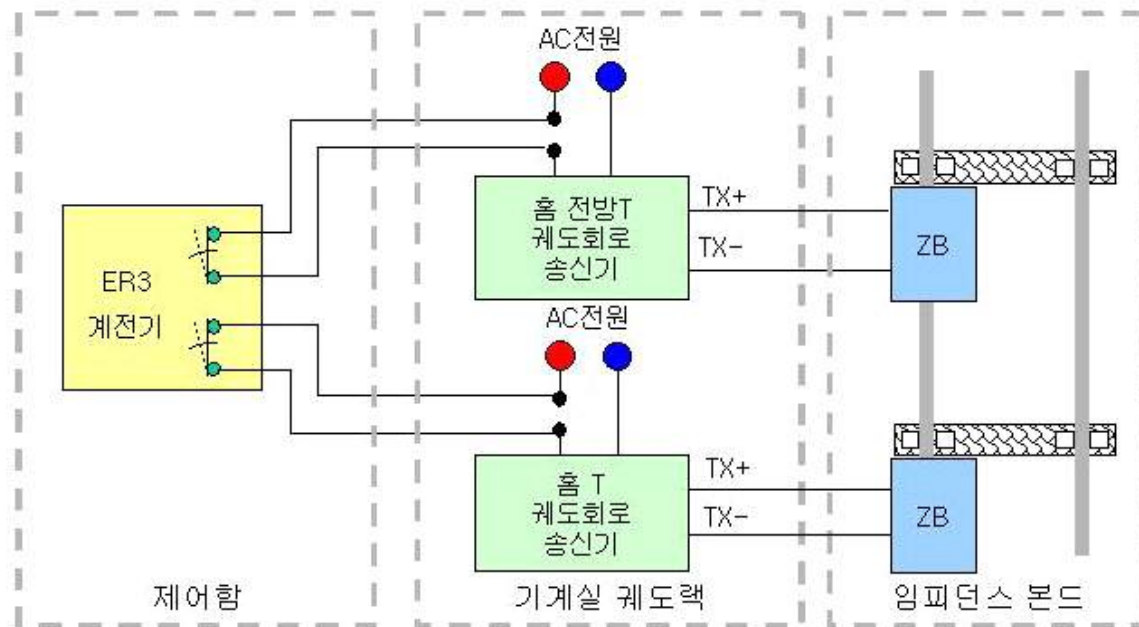 AC전원
홈 전방T
궤도회로
송신기
TX+
TX-
ZB
ER3
계전기
AC전원
홈 T
궤도회로
송신기
TX+
TX-
ZB
제어함
기계실 궤도랙
임피던스 본드